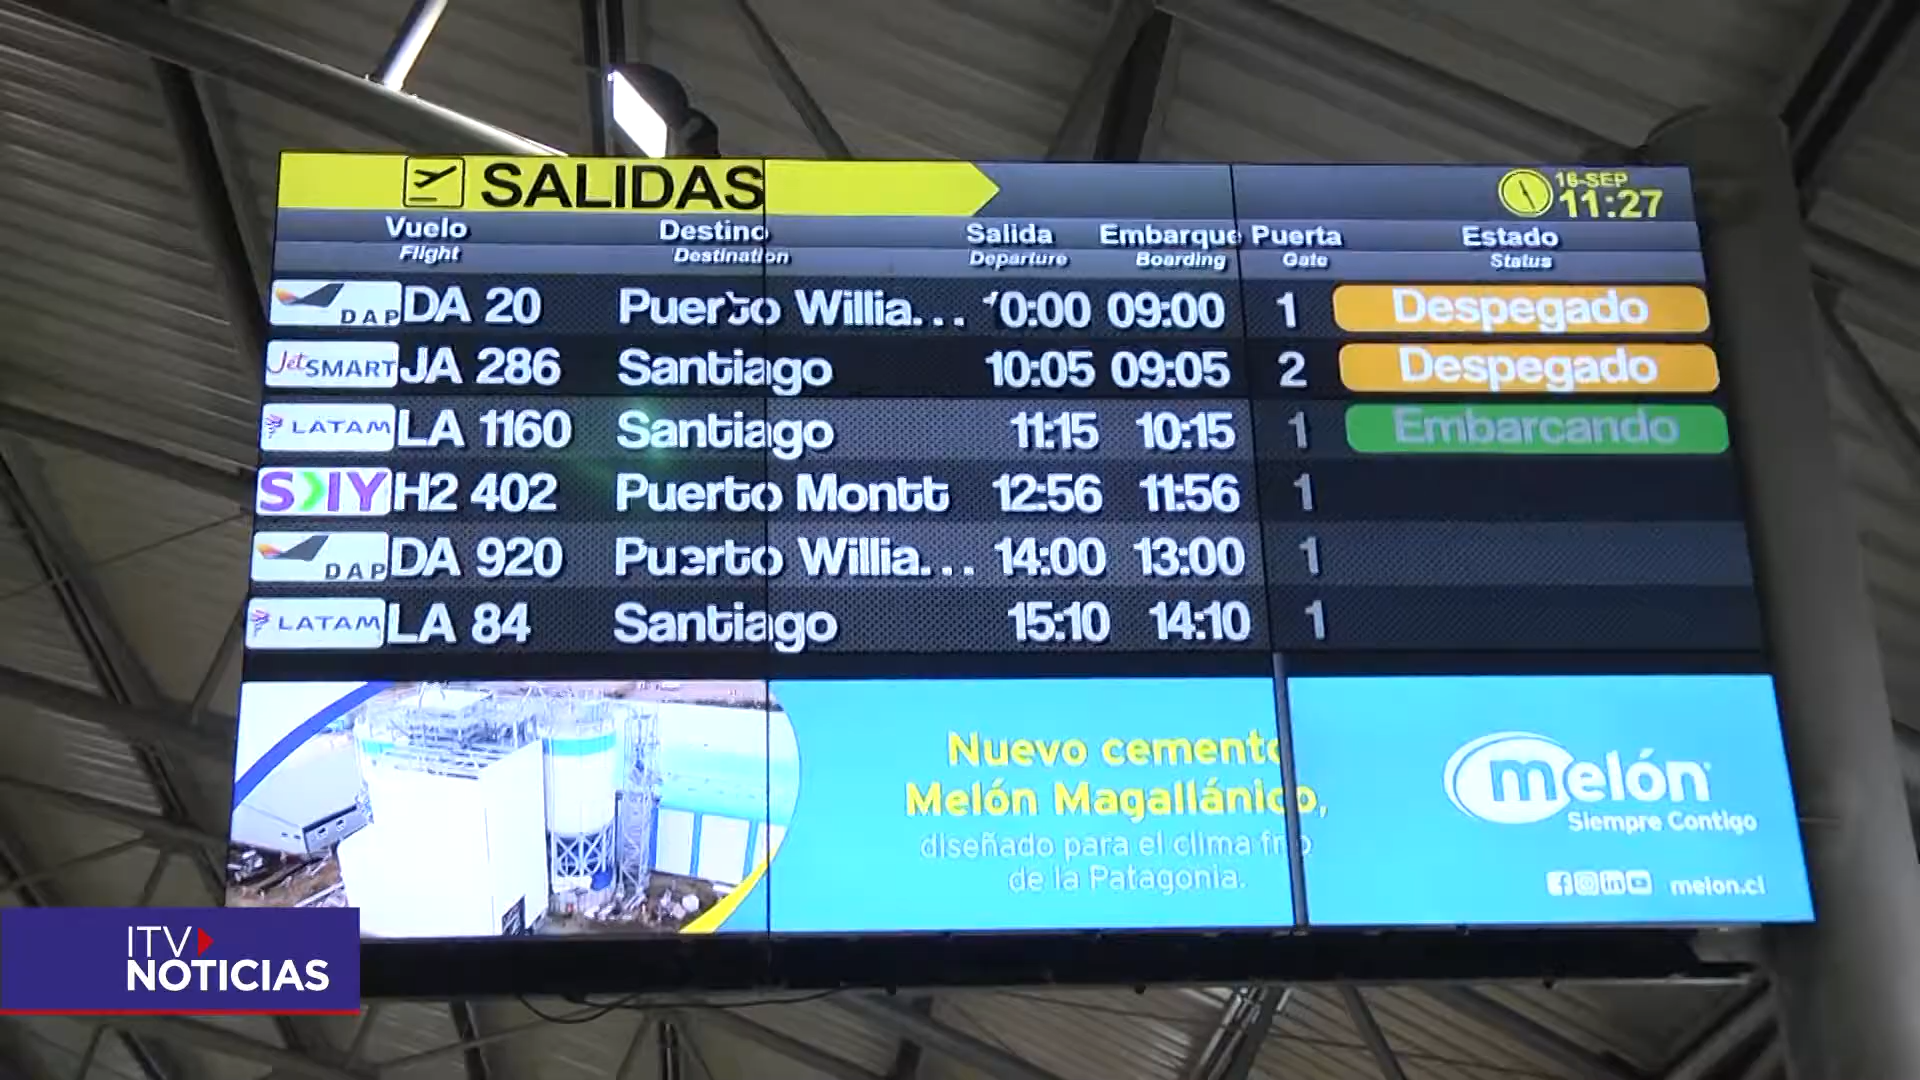 SALIDAS
16-SEP
11:27
Vuelo Destino Salida Embarque Puerta Estado
Flight Destination Departure Boarding Gate Status
DAP DA 20 Puerto Willia... 10:00 09:00 1 Despegado
JetSMART JA 286 Santiago 10:05 09:05 2 Despegado
LATAM LA 1160 Santiago 11:15 10:15 1 Embarcando
SKY H2 402 Puerto Montt 12:56 11:56 1
DAP DA 920 Puerto Willia... 14:00 13:00 1
LATAM LA 84 Santiago 15:10 14:10 1
Nuevo cemento
Melón Magallánico,
diseñado para el clima frío
de la Patagonia.
melón
Siempre Contigo
melon.cl
ITV
NOTICIAS